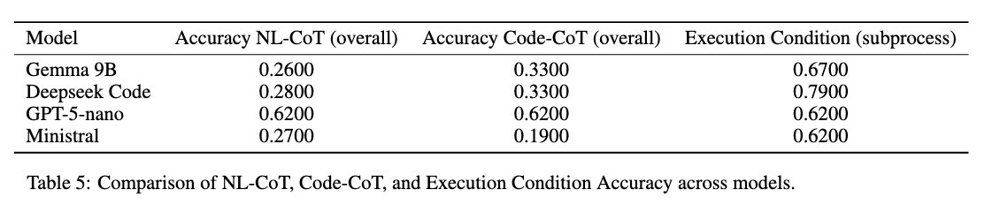 Model Accuracy NL-CoT (overall) Accuracy Code-CoT (overall) Execution Condition (subprocess)
Gemma 9B 0.2600 0.3300 0.6700
Deepseek Code 0.2800 0.3300 0.7900
GPT-5-nano 0.6200 0.6200 0.6200
Ministral 0.2700 0.1900 0.6200
Table 5: Comparison of NL-CoT, Code-CoT, and Execution Condition Accuracy across models.